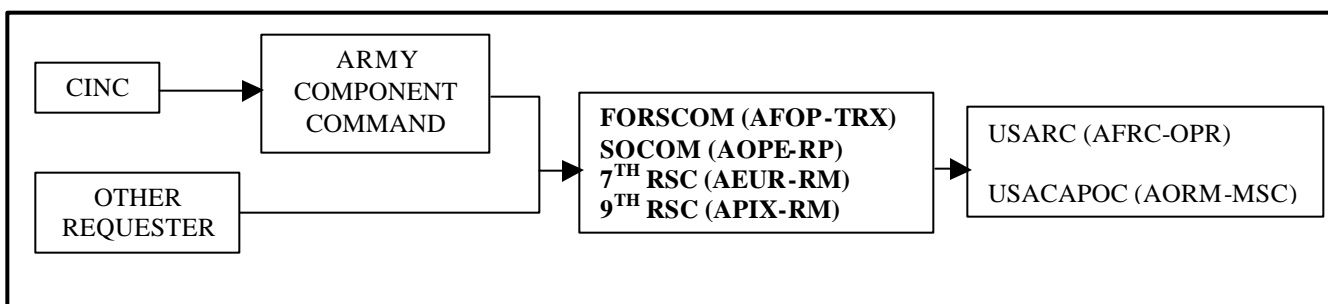 CINC
ARMY
COMPONENT
COMMAND
OTHER
REQUESTER
FORSCOM (AFOP-TRX)
SOCOM (AOPE-RP)
7TH RSC (AEUR-RM)
9TH RSC (APIX-RM)
USARC (AFRC-OPR)
USACAPOC (AORM-MSC)